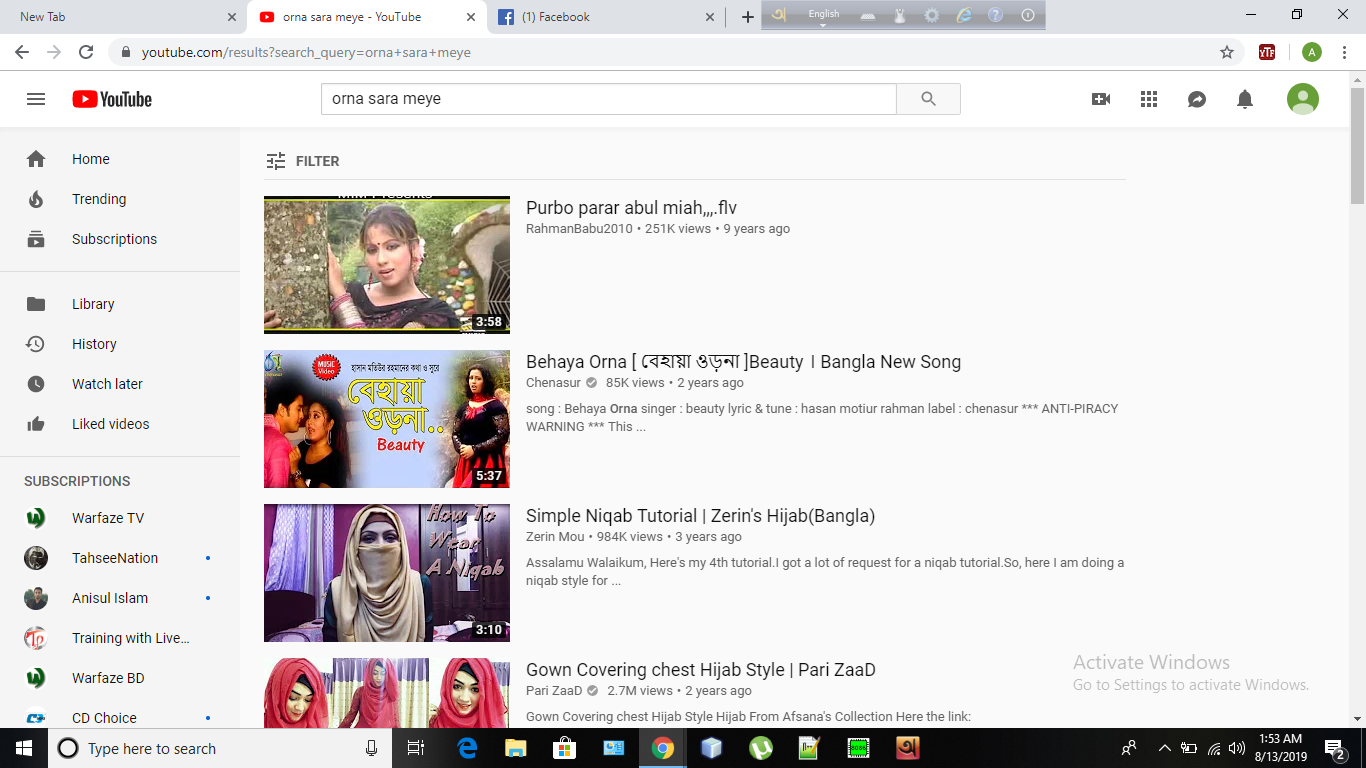 New Tab
orna sara meye - YouTube
(1) Facebook
English
youtube.com/results?search_query=orna+sara+meye
YTF
A
YouTube
orna sara meye
Home
Trending
Subscriptions
Library
History
Watch later
Liked videos
SUBSCRIPTIONS
Warfaze TV
TahseeNation
Anisul Islam
Training with Live...
Warfaze BD
CD Choice
FILTER
3:58
Purbo parar abul miah,,,.flv
RahmanBabu2010 • 251K views • 9 years ago
chenasur
MUSIC Video
হাসান মতিউর রহমানের কথা ও সুরে
বেহায়া
ওড়না..
Beauty
5:37
Behaya Orna [ বেহায়া ওড়না ]Beauty । Bangla New Song
Chenasur 85K views • 2 years ago
song : Behaya Orna singer : beauty lyric & tune : hasan motiur rahman label : chenasur *** ANTI-PIRACY
WARNING *** This ...
How To
Wear
A Niqab
3:10
Simple Niqab Tutorial | Zerin's Hijab(Bangla)
Zerin Mou • 984K views • 3 years ago
Assalamu Walaikum, Here's my 4th tutorial.I got a lot of request for a niqab tutorial.So, here I am doing a
niqab style for ...
Gown Covering chest Hijab Style | Pari ZaaD
Pari ZaaD 2.7M views • 2 years ago
Gown Covering chest Hijab Style Hijab From Afsana's Collection Here the link:
Activate Windows
Go to Settings to activate Windows.
Type here to search
1:53 AM
8/13/2019
2